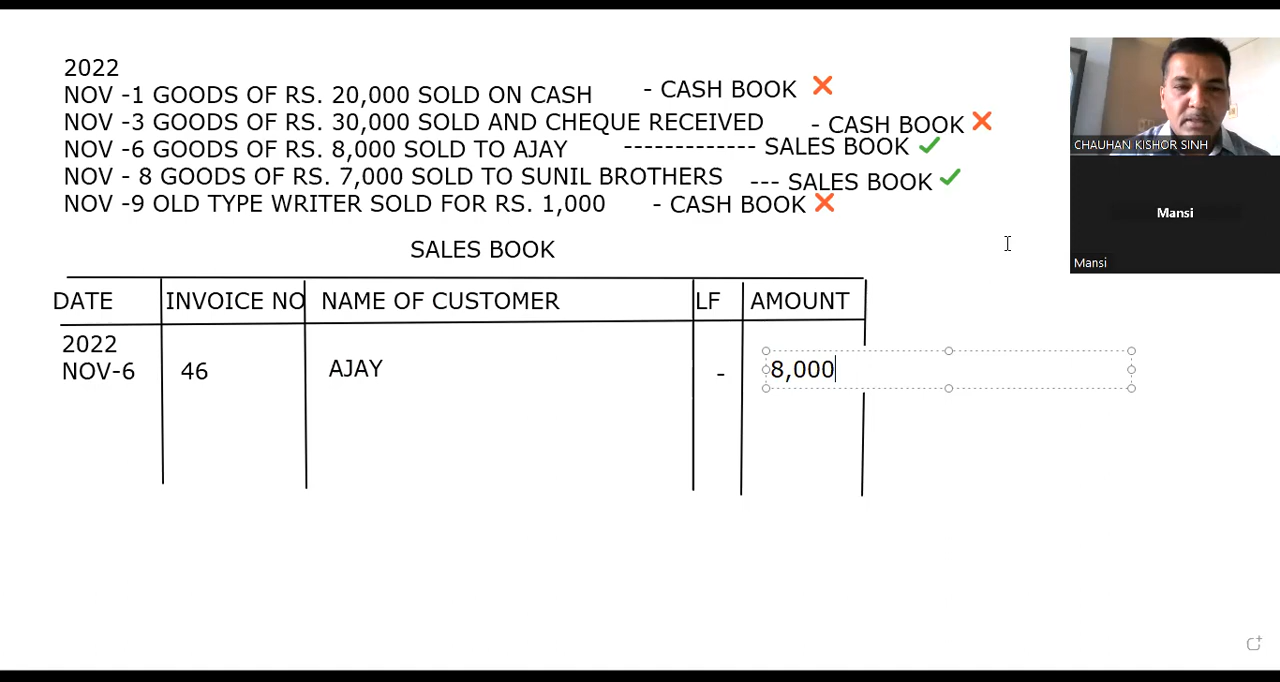 2022
NOV -1 GOODS OF RS. 20,000 SOLD ON CASH - CASH BOOK ❌
NOV -3 GOODS OF RS. 30,000 SOLD AND CHEQUE RECEIVED - CASH BOOK ❌
NOV -6 GOODS OF RS. 8,000 SOLD TO AJAY ------------- SALES BOOK ✔
NOV - 8 GOODS OF RS. 7,000 SOLD TO SUNIL BROTHERS --- SALES BOOK ✔
NOV -9 OLD TYPE WRITER SOLD FOR RS. 1,000 - CASH BOOK ❌
SALES BOOK
DATE INVOICE NO NAME OF CUSTOMER LF AMOUNT
2022
NOV-6 46 AJAY - 8,000
CHAUHAN KISHOR SINH
Mansi
Mansi